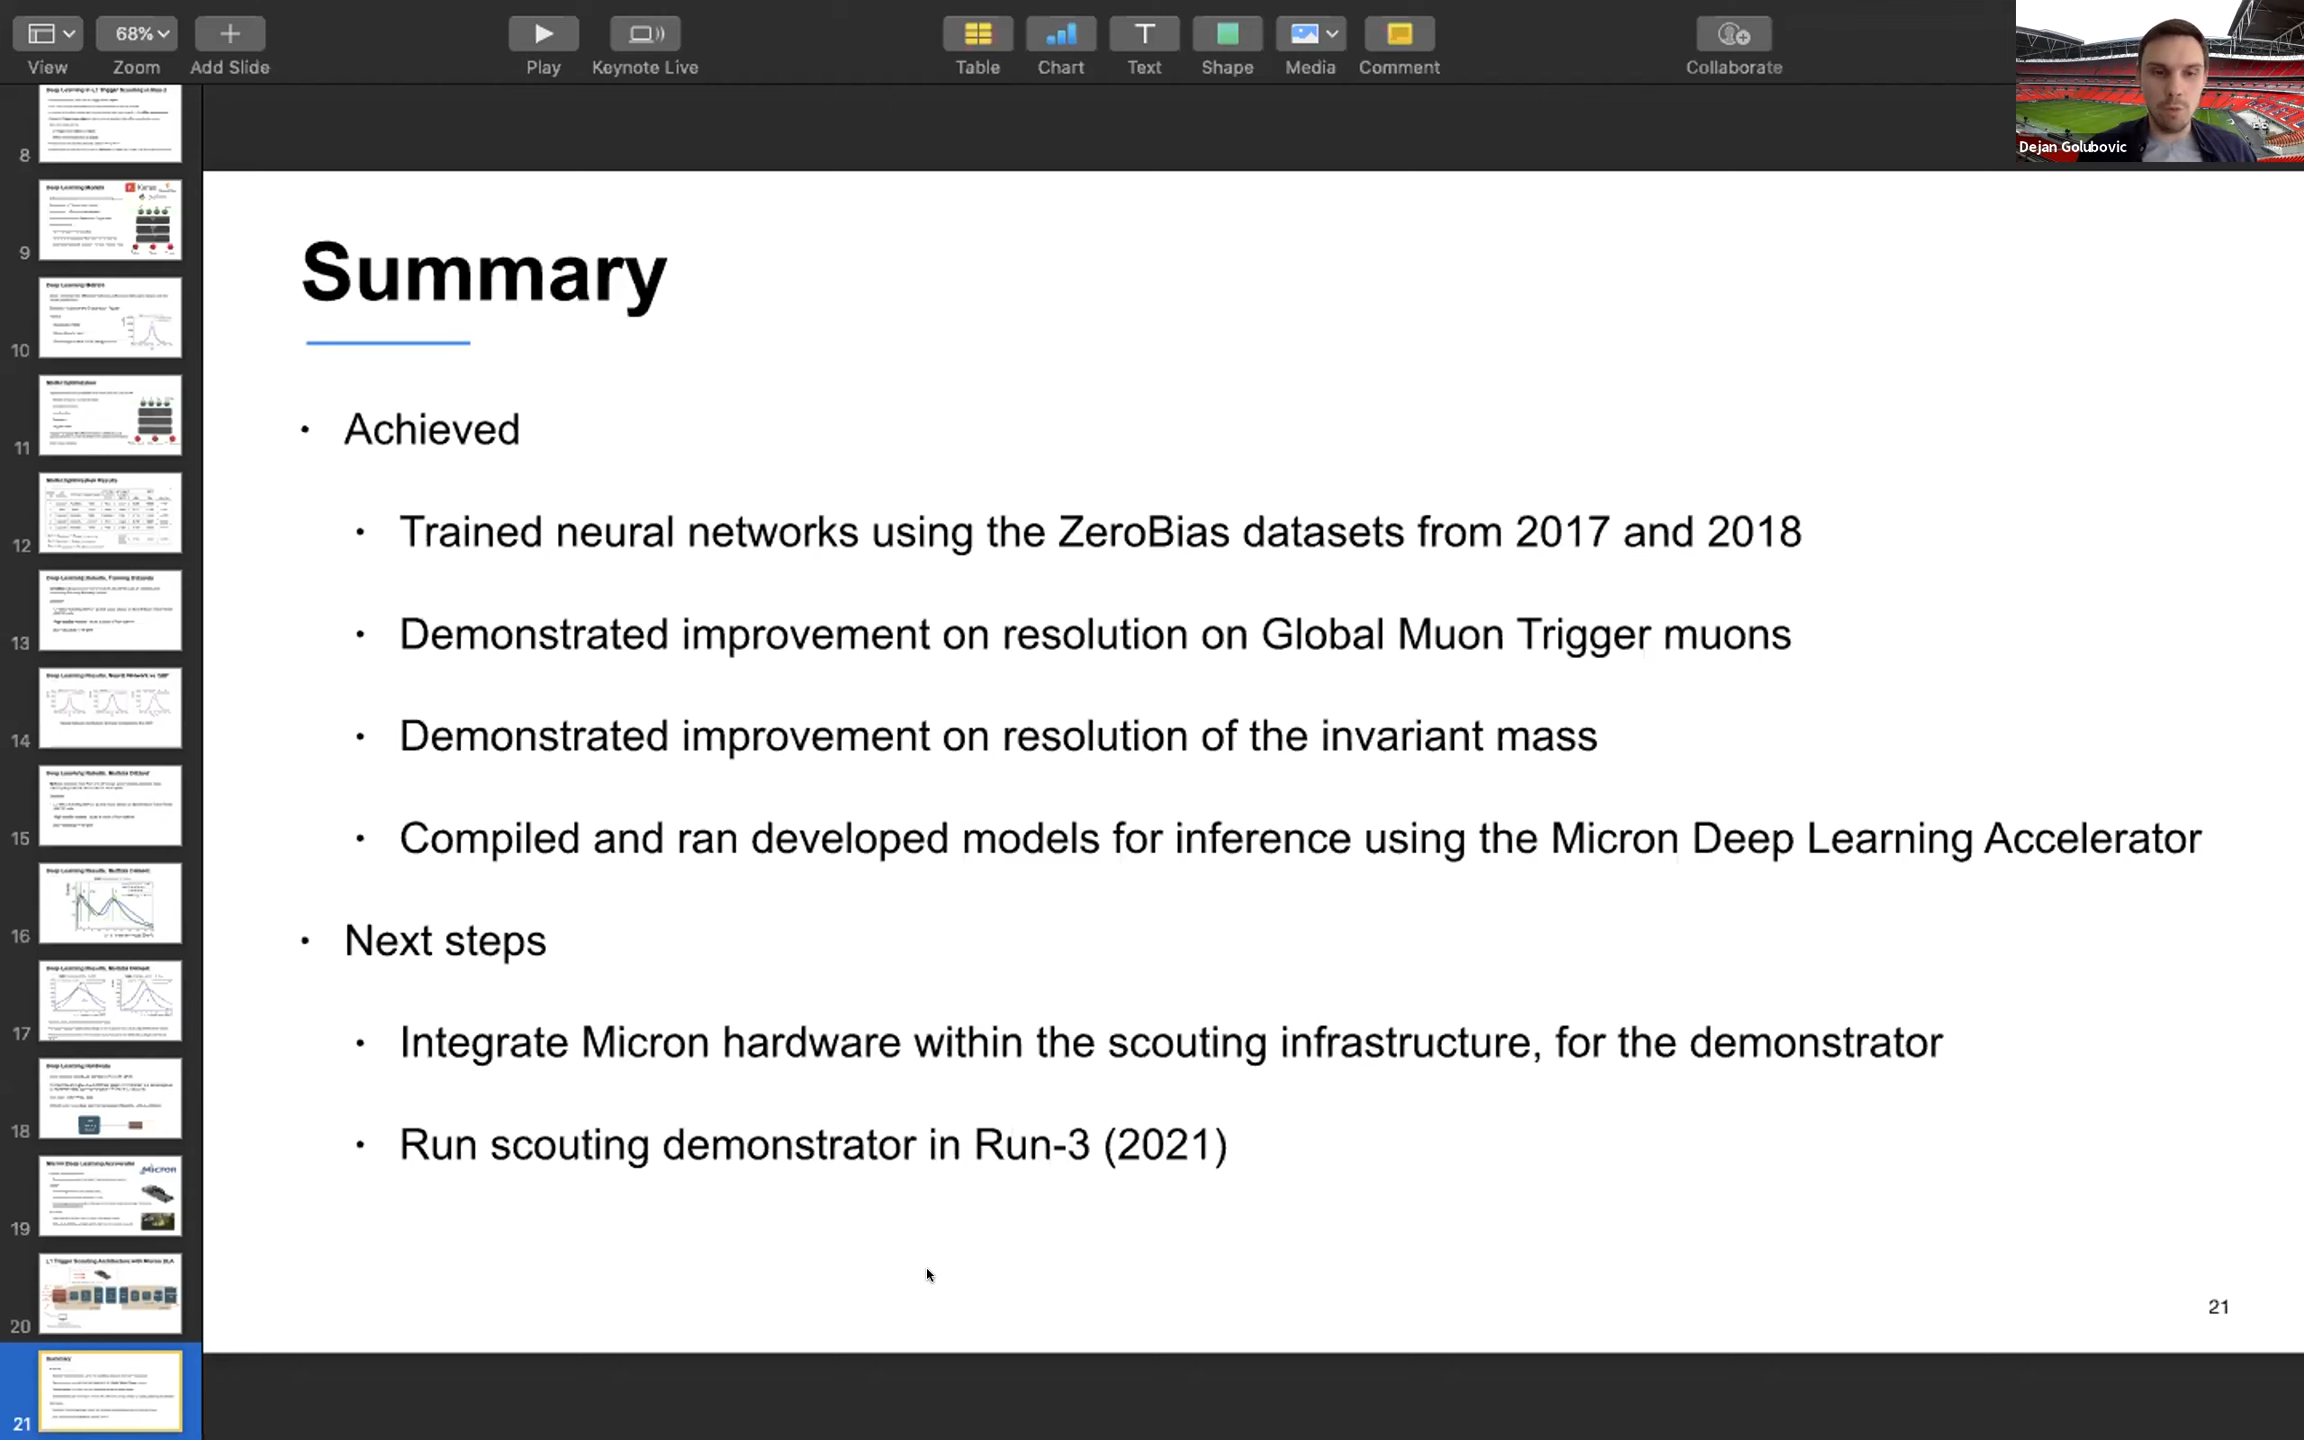 68%
View
Zoom
Add Slide
Play
Keynote Live
Table
Chart
Text
Shape
Media
Comment
Collaborate
Dejan Golubovic
8
9
10
11
12
13
14
15
16
17
18
19
20
21
Summary
• Achieved
• Trained neural networks using the ZeroBias datasets from 2017 and 2018
• Demonstrated improvement on resolution on Global Muon Trigger muons
• Demonstrated improvement on resolution of the invariant mass
• Compiled and ran developed models for inference using the Micron Deep Learning Accelerator
• Next steps
• Integrate Micron hardware within the scouting infrastructure, for the demonstrator
• Run scouting demonstrator in Run-3 (2021)
21